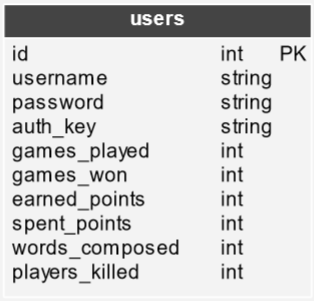 users
id int PK
username string
password string
auth_key string
games_played int
games_won int
earned_points int
spent_points int
words_composed int
players_killed int